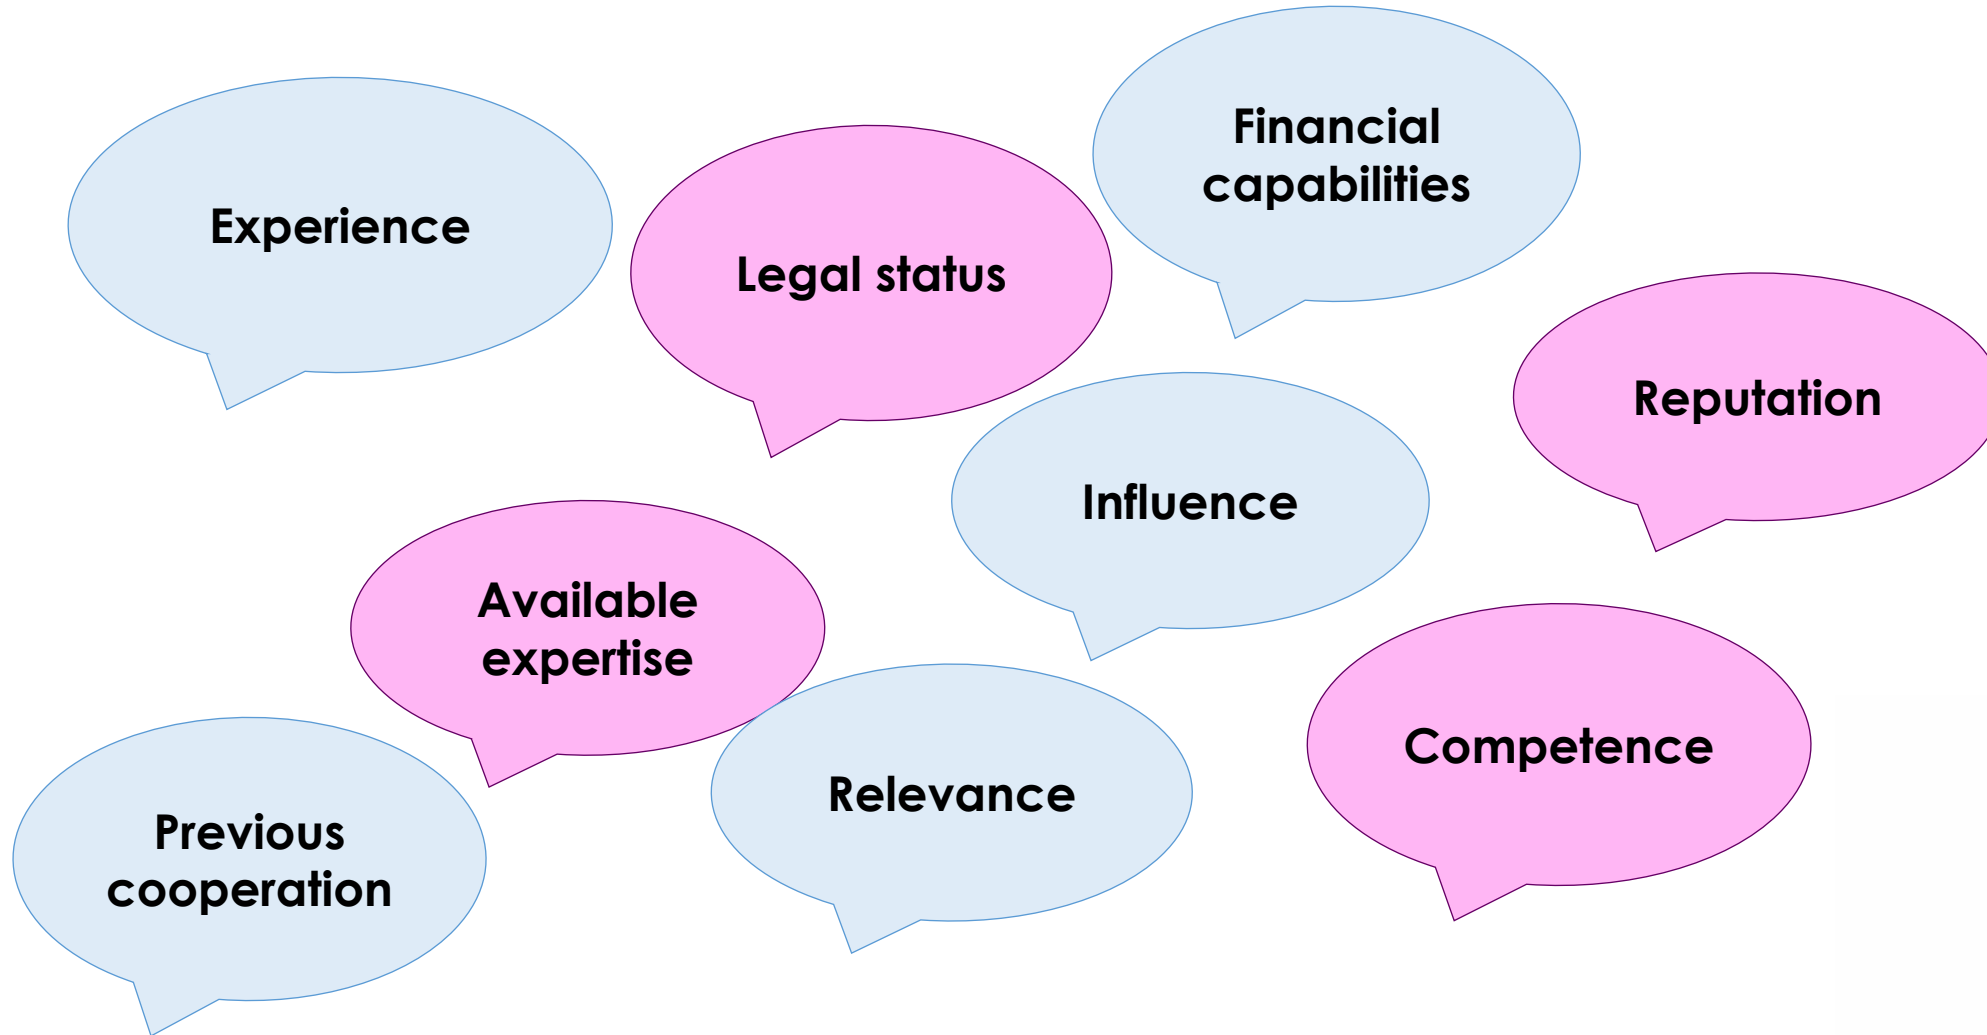 Financial
capabilities
Experience
Legal status
Reputation
Influence
Available
expertise
Competence
Relevance
Previous
cooperation